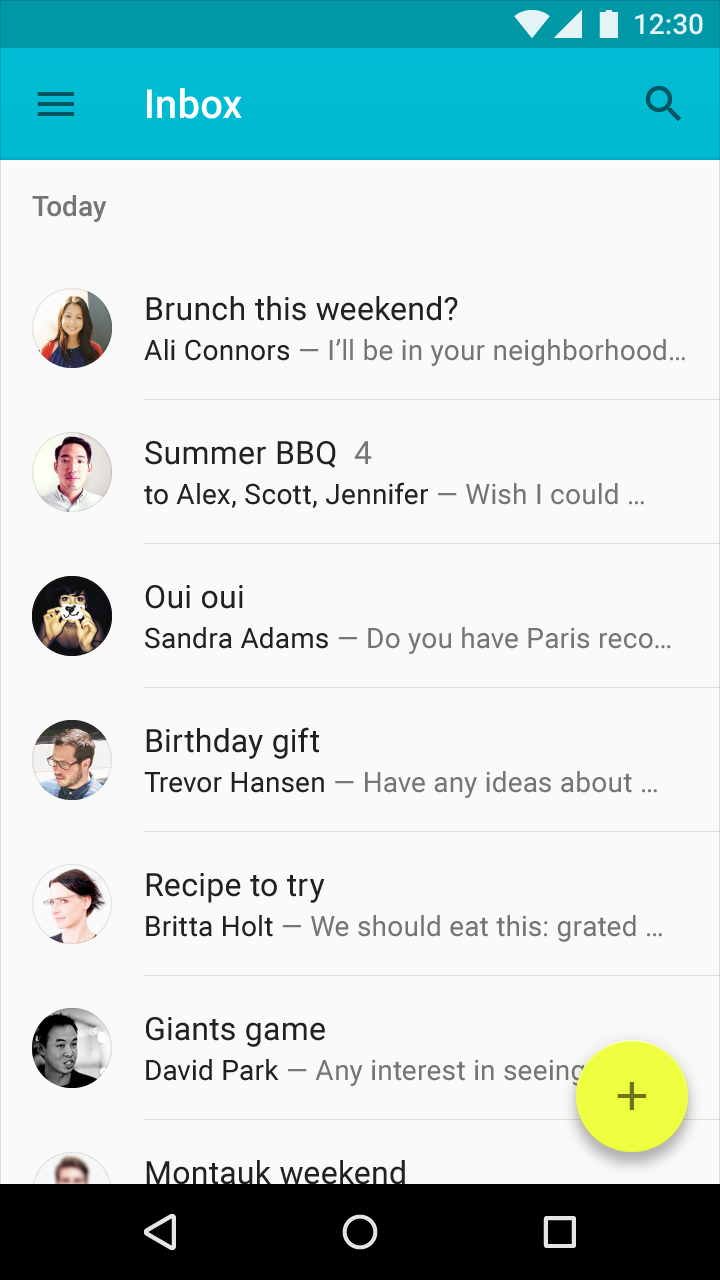 12:30
Inbox
Today
Brunch this weekend?
Ali Connors — I’ll be in your neighborhood…
Summer BBQ 4
to Alex, Scott, Jennifer — Wish I could …
Oui oui
Sandra Adams — Do you have Paris reco…
Birthday gift
Trevor Hansen — Have any ideas about …
Recipe to try
Britta Holt — We should eat this: grated …
Giants game
David Park — Any interest in seeing
Montauk weekend